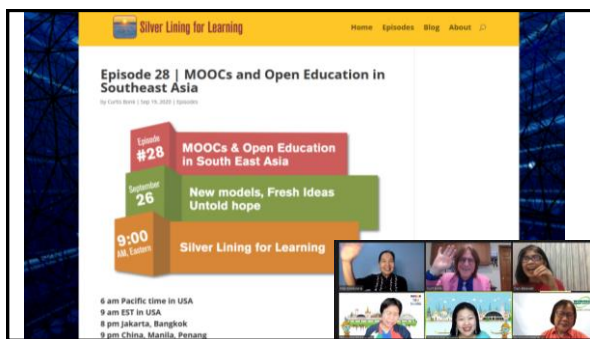 Silver Lining for Learning
Home Episodes Blog About
Episode 28 | MOOCs and Open Education in
Southeast Asia
by Curtis Bonk | Sep 19, 2020 | Episodes
Episode
#28
MOOCs & Open Education
in South East Asia
September
26
New models, Fresh Ideas
Untold hope
9:00
AM, Eastern
Silver Lining for Learning
6 am Pacific time in USA
9 am EST in USA
8 pm Jakarta, Bangkok
9 pm China, Manila, Penang